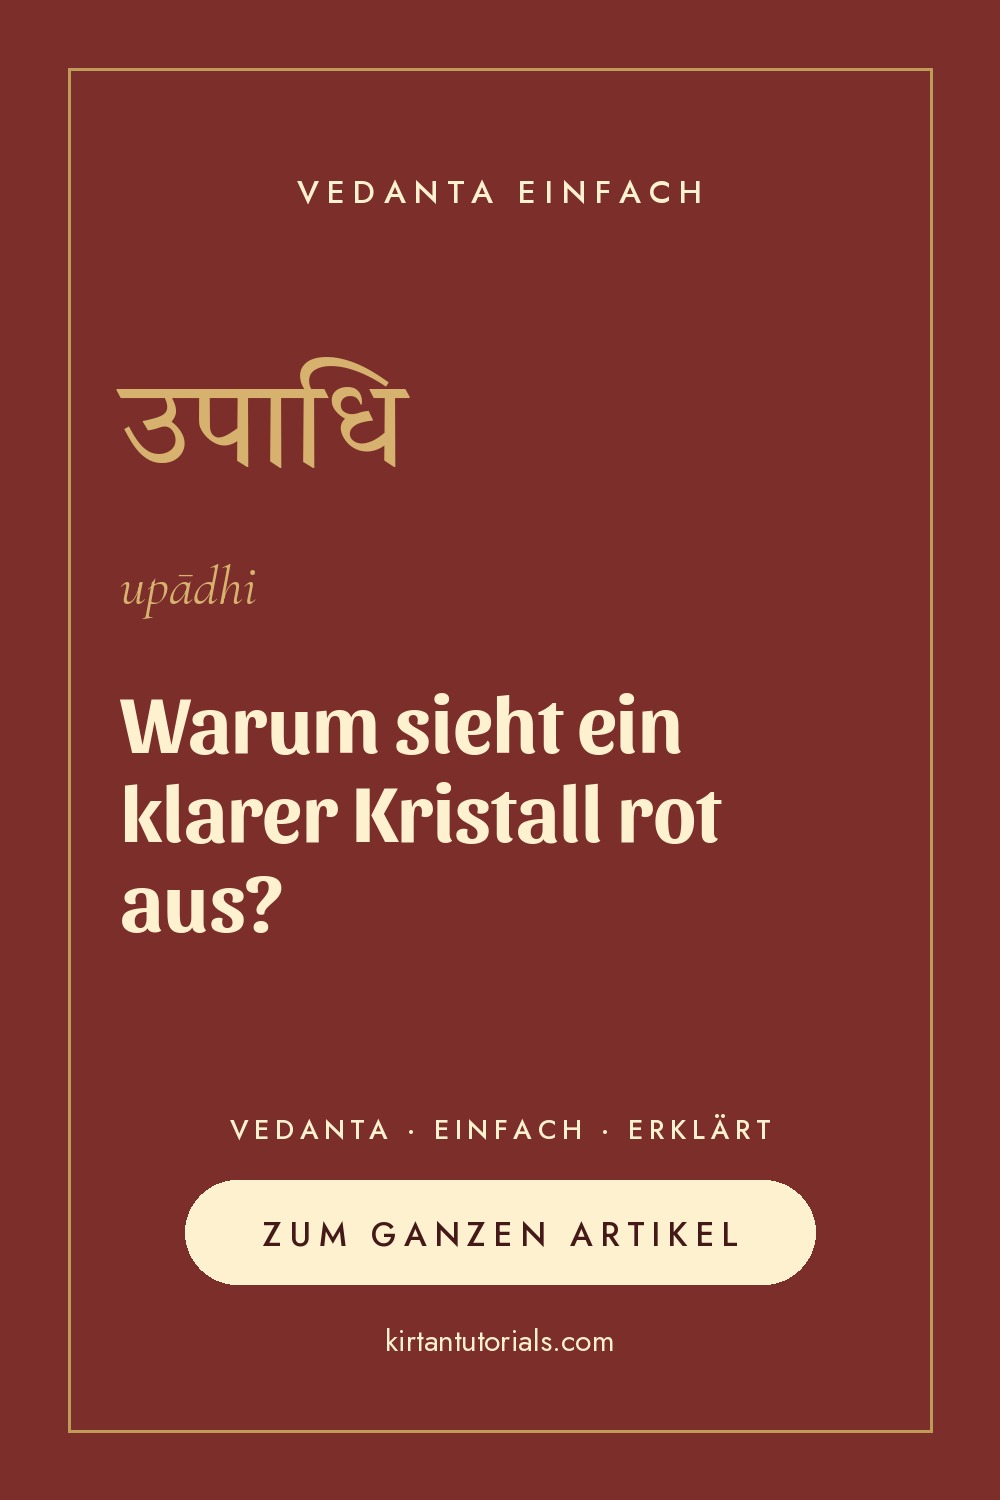 VEDANTA EINFACH
उपाधि
upādhi
Warum sieht ein
klarer Kristall rot
aus?
VEDANTA · EINFACH · ERKLÄRT
ZUM GANZEN ARTIKEL
kirtantutorials.com